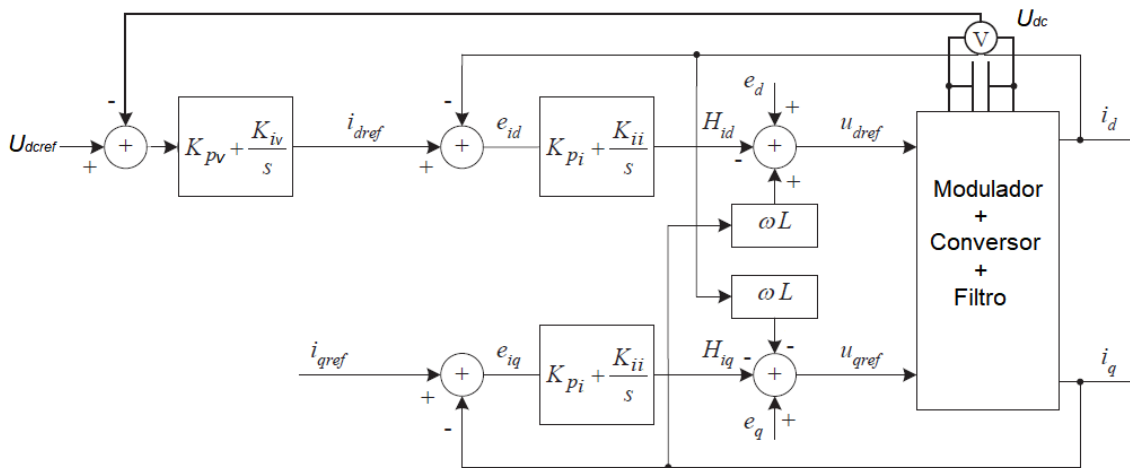 U_dc
V
-
U_dcref
+
+
K_pv + K_iv/s
i_dref
-
+
+
e_id
K_pi + K_ii/s
H_id
e_d
+
-
+
+
u_dref
i_d
ωL
ωL
Modulador
+
Conversor
+
Filtro
i_qref
+
-
+
e_iq
K_pi + K_ii/s
H_iq
-
-
+
e_q
+
u_qref
i_q